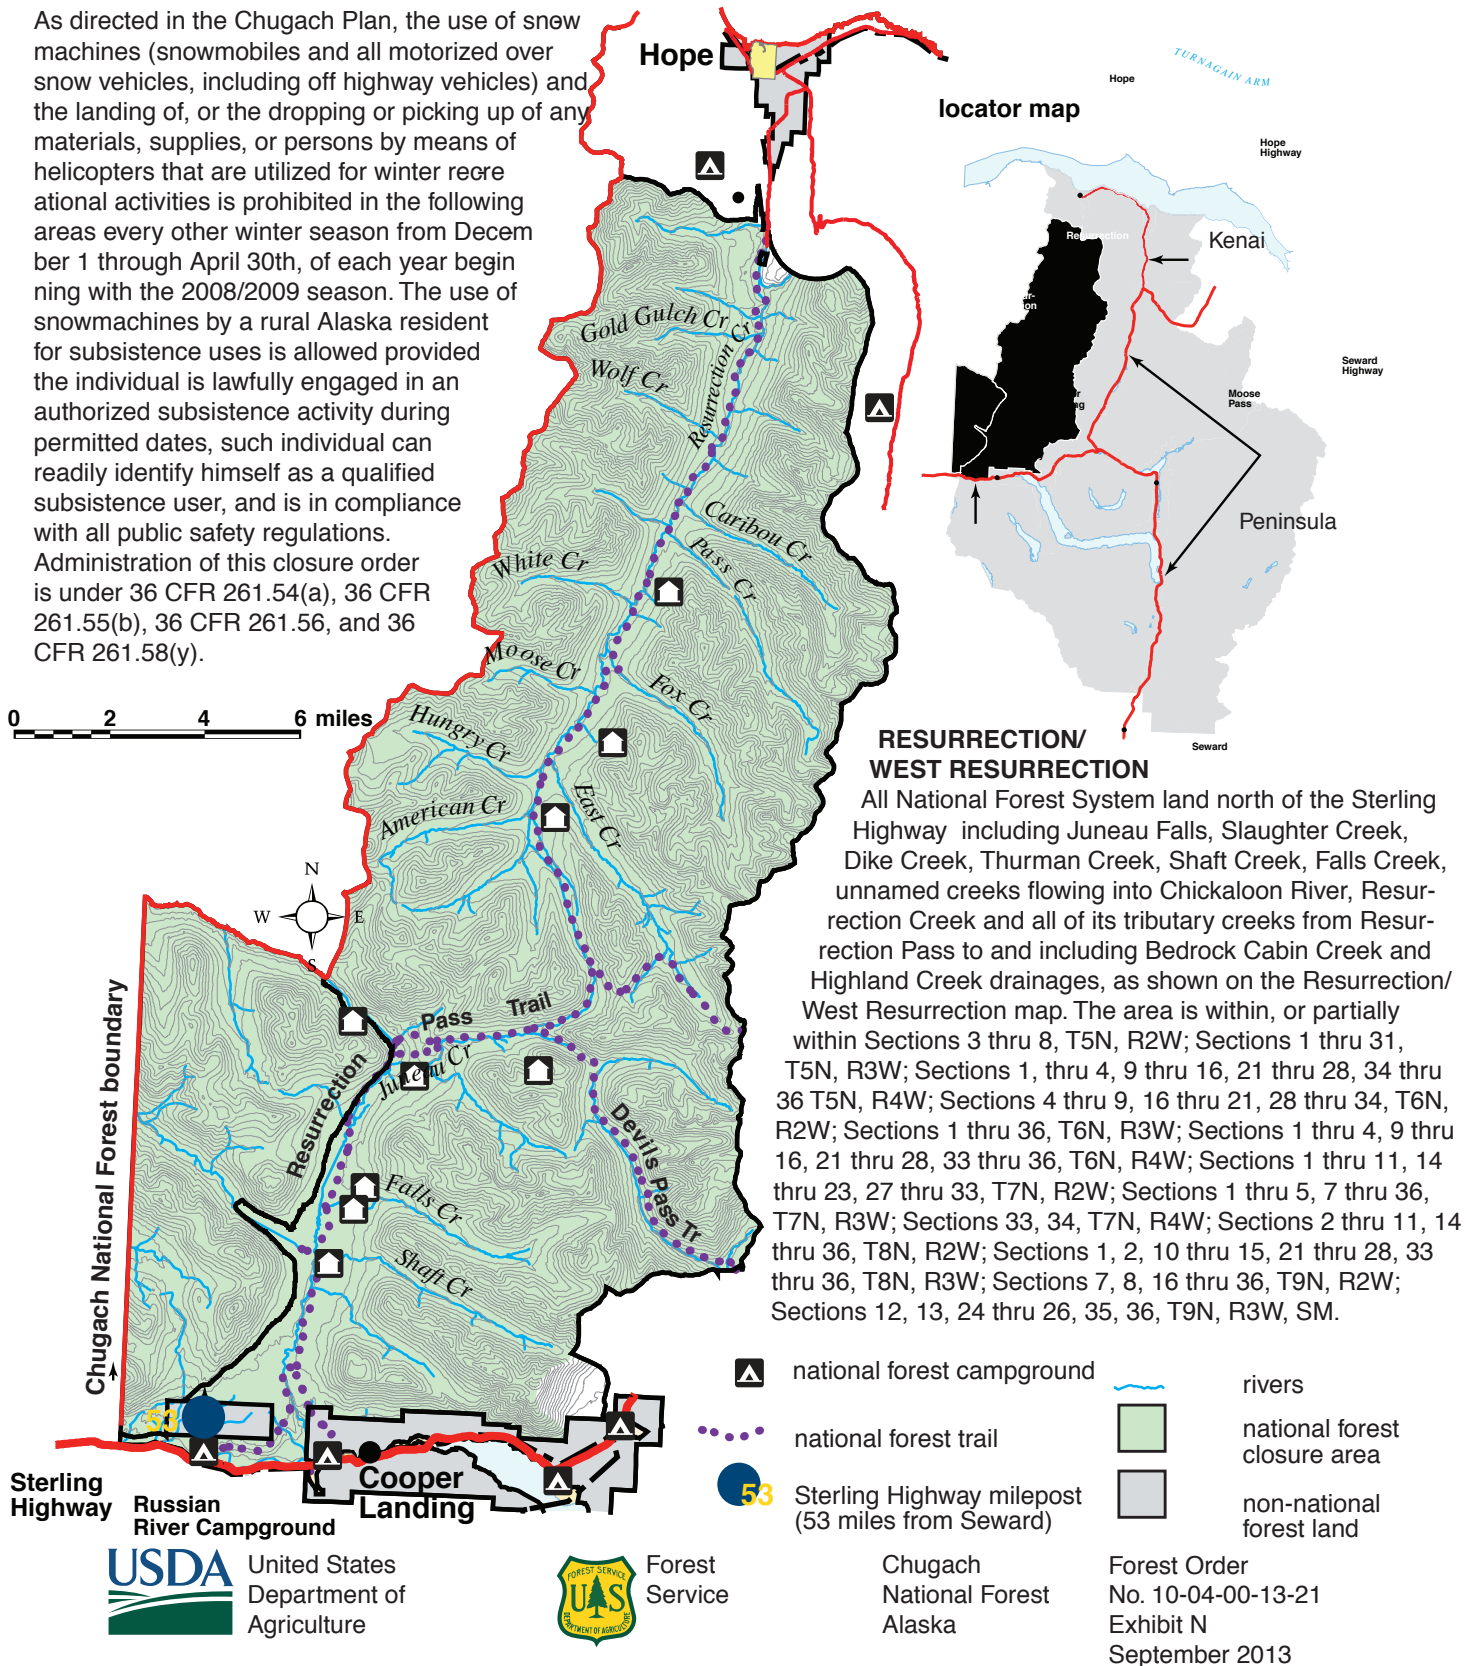 As directed in the Chugach Plan, the use of snow
machines (snowmobiles and all motorized over
snow vehicles, including off highway vehicles) and
the landing of, or the dropping or picking up of any
materials, supplies, or persons by means of
helicopters that are utilized for winter recre
ational activities is prohibited in the following
areas every other winter season from Decem
ber 1 through April 30th, of each year begin
ning with the 2008/2009 season. The use of
snowmachines by a rural Alaska resident
for subsistence uses is allowed provided
the individual is lawfully engaged in an
authorized subsistence activity during
permitted dates, such individual can
readily identify himself as a qualified
subsistence user, and is in compliance
with all public safety regulations.
Administration of this closure order
is under 36 CFR 261.54(a), 36 CFR
261.55(b), 36 CFR 261.56, and 36
CFR 261.58(y).
0 2 4 6 miles
Hope
Gold Gulch Cr
Resurrection Cr
Wolf Cr
Caribou Cr
Pass Cr
White Cr
Moose Cr
Fox Cr
Hungry Cr
American Cr
East Cr
N
W E
S
Resurrection Pass Trail
Juneau Cr
Devils Pass Tr
Falls Cr
Shaft Cr
Chugach National Forest boundary
53
Sterling
Highway
Russian
River Campground
Cooper
Landing
locator map
Hope
TURNAGAIN ARM
Hope
Highway
Resurrection
Kenai
Seward
Highway
Moose
Pass
Peninsula
Seward
RESURRECTION/
WEST RESURRECTION
All National Forest System land north of the Sterling
Highway including Juneau Falls, Slaughter Creek,
Dike Creek, Thurman Creek, Shaft Creek, Falls Creek,
unnamed creeks flowing into Chickaloon River, Resur-
rection Creek and all of its tributary creeks from Resur-
rection Pass to and including Bedrock Cabin Creek and
Highland Creek drainages, as shown on the Resurrection/
West Resurrection map. The area is within, or partially
within Sections 3 thru 8, T5N, R2W; Sections 1 thru 31,
T5N, R3W; Sections 1, thru 4, 9 thru 16, 21 thru 28, 34 thru
36 T5N, R4W; Sections 4 thru 9, 16 thru 21, 28 thru 34, T6N,
R2W; Sections 1 thru 36, T6N, R3W; Sections 1 thru 4, 9 thru
16, 21 thru 28, 33 thru 36, T6N, R4W; Sections 1 thru 11, 14
thru 23, 27 thru 33, T7N, R2W; Sections 1 thru 5, 7 thru 36,
T7N, R3W; Sections 33, 34, T7N, R4W; Sections 2 thru 11, 14
thru 36, T8N, R2W; Sections 1, 2, 10 thru 15, 21 thru 28, 33
thru 36, T8N, R3W; Sections 7, 8, 16 thru 36, T9N, R2W;
Sections 12, 13, 24 thru 26, 35, 36, T9N, R3W, SM.
national forest campground
national forest trail
53
Sterling Highway milepost
(53 miles from Seward)
rivers
national forest
closure area
non-national
forest land
USDA
United States
Department of
Agriculture
FOREST SERVICE
U S
DEPARTMENT OF AGRICULTURE
Forest
Service
Chugach
National Forest
Alaska
Forest Order
No. 10-04-00-13-21
Exhibit N
September 2013